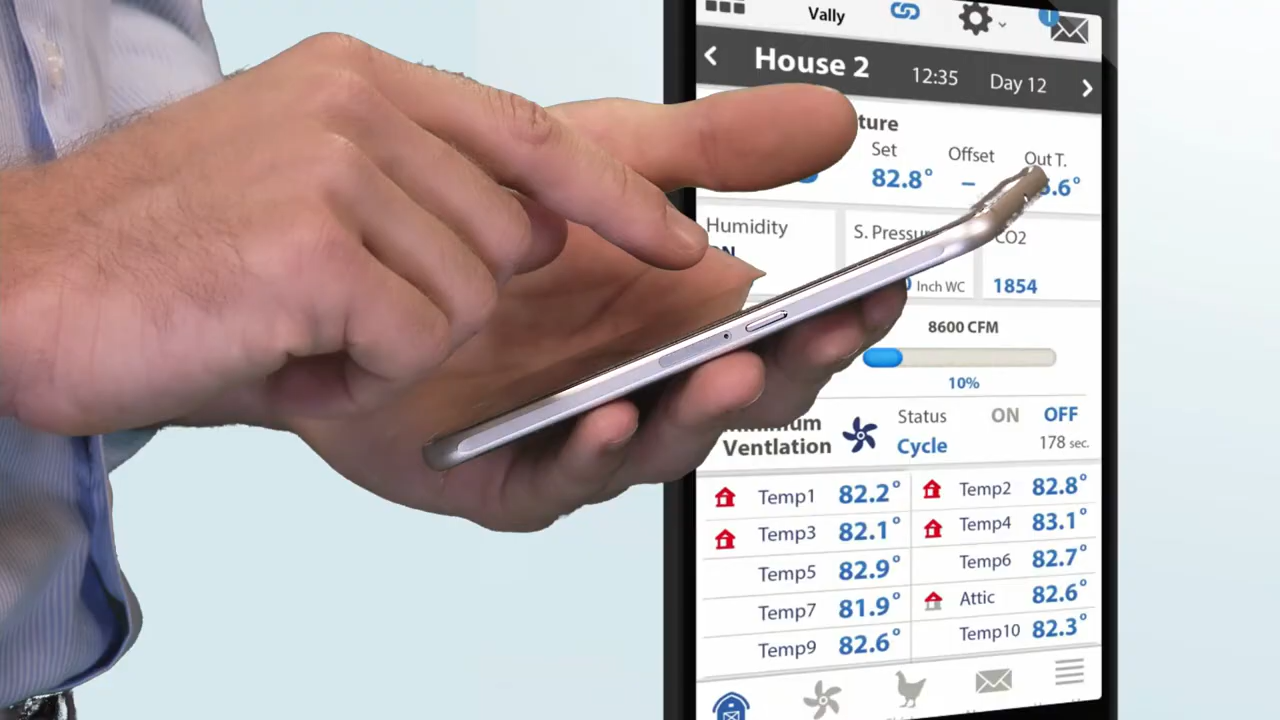 Vally
House 2 12:35 Day 12
Set Offset Out T.
82.8° –
Humidity CO2
Inch WC 1854
8600 CFM
10%
Status ON OFF
Ventilation Cycle 178 sec.
Temp1 82.2° Temp2 82.8°
Temp3 82.1° Temp4 83.1°
Temp5 82.9° Temp6 82.7°
Temp7 81.9° Attic 82.6°
Temp9 82.6° Temp10 82.3°